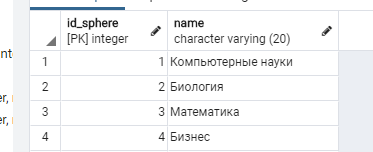 id_sphere name
[PK] integer character varying (20)
1 1 Компьютерные науки
2 2 Биология
3 3 Математика
4 4 Бизнес